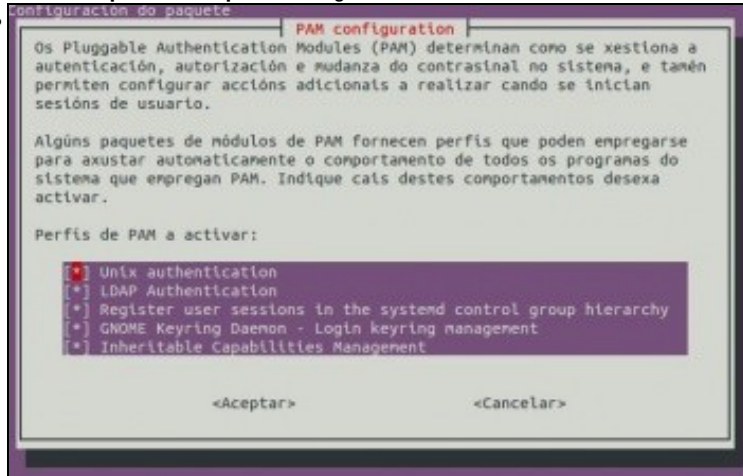 Configuración do paquete
PAM configuration
Os Pluggable Authentication Modules (PAM) determinan como se xestiona a
autenticación, autorización e mudanza do contrasinal no sistema, e tamén
permiten configurar accións adicionais a realizar cando se inician
sesións de usuario.
Algúns paquetes de módulos de PAM fornecen perfís que poden empregarse
para axustar automaticamente o comportamento de todos os programas do
sistema que empregan PAM. Indique cais destes comportamentos desexa
activar.
Perfís de PAM a activar:
[*] Unix authentication
[*] LDAP Authentication
[*] Register user sessions in the systemd control group hierarchy
[*] GNOME Keyring Daemon - Login keyring management
[*] Inheritable Capabilities Management
<Aceptar> <Cancelar>